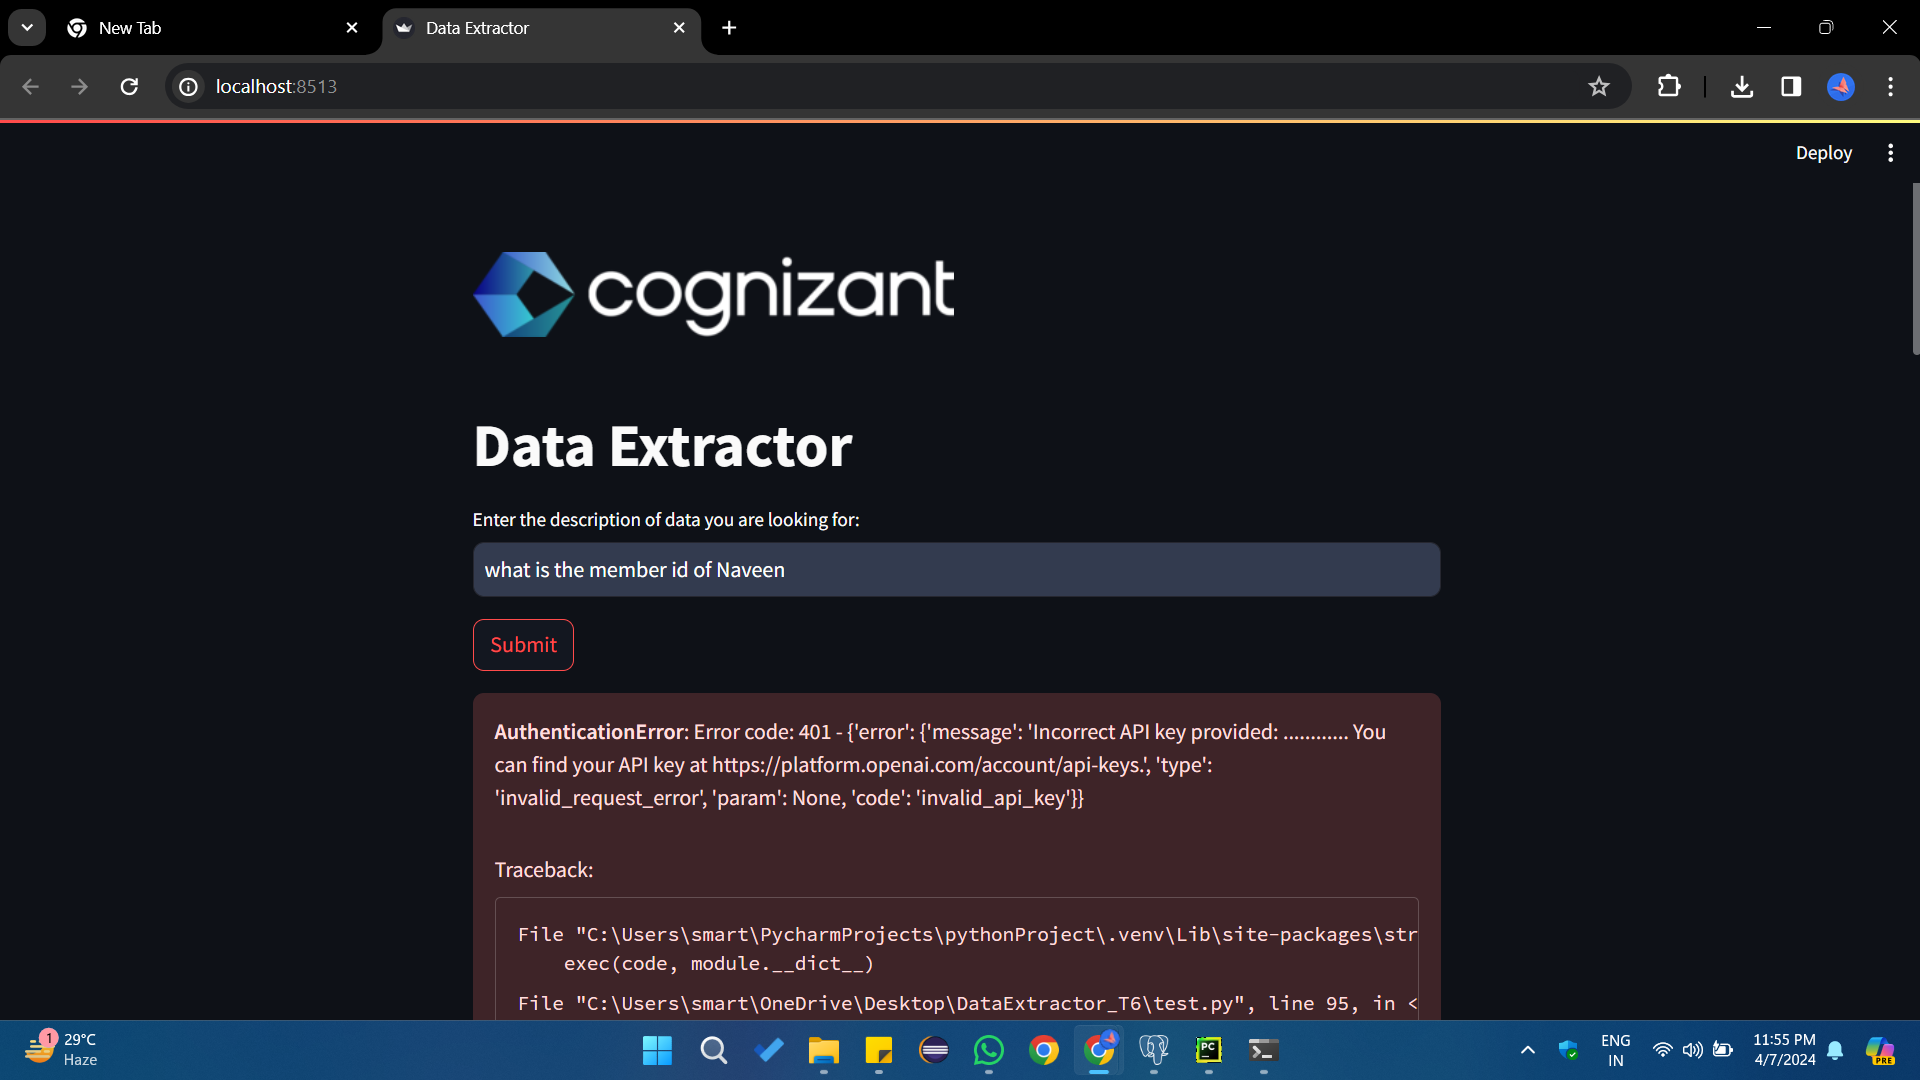 New Tab
Data Extractor
localhost:8513
Deploy
cognizant
Data Extractor
Enter the description of data you are looking for:
what is the member id of Naveen
Submit
AuthenticationError: Error code: 401 - {'error': {'message': 'Incorrect API key provided: ............ You
can find your API key at https://platform.openai.com/account/api-keys.', 'type':
'invalid_request_error', 'param': None, 'code': 'invalid_api_key'}}
Traceback:
File "C:\Users\smart\PycharmProjects\pythonProject\.venv\Lib\site-packages\str
exec(code, module.__dict__)
File "C:\Users\smart\OneDrive\Desktop\DataExtractor_T6\test.py", line 95, in <
1
29°C
Haze
PC
ENG
IN
11:55 PM
4/7/2024
PRE